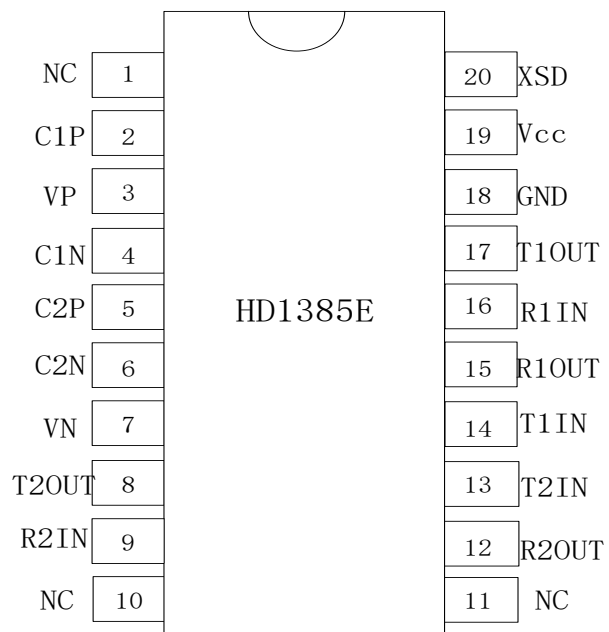 NC 1 20 XSD
C1P 2 19 Vcc
VP 3 18 GND
C1N 4 17 T1OUT
C2P 5 HD1385E 16 R1IN
C2N 6 15 R1OUT
VN 7 14 T1IN
T2OUT 8 13 T2IN
R2IN 9 12 R2OUT
NC 10 11 NC